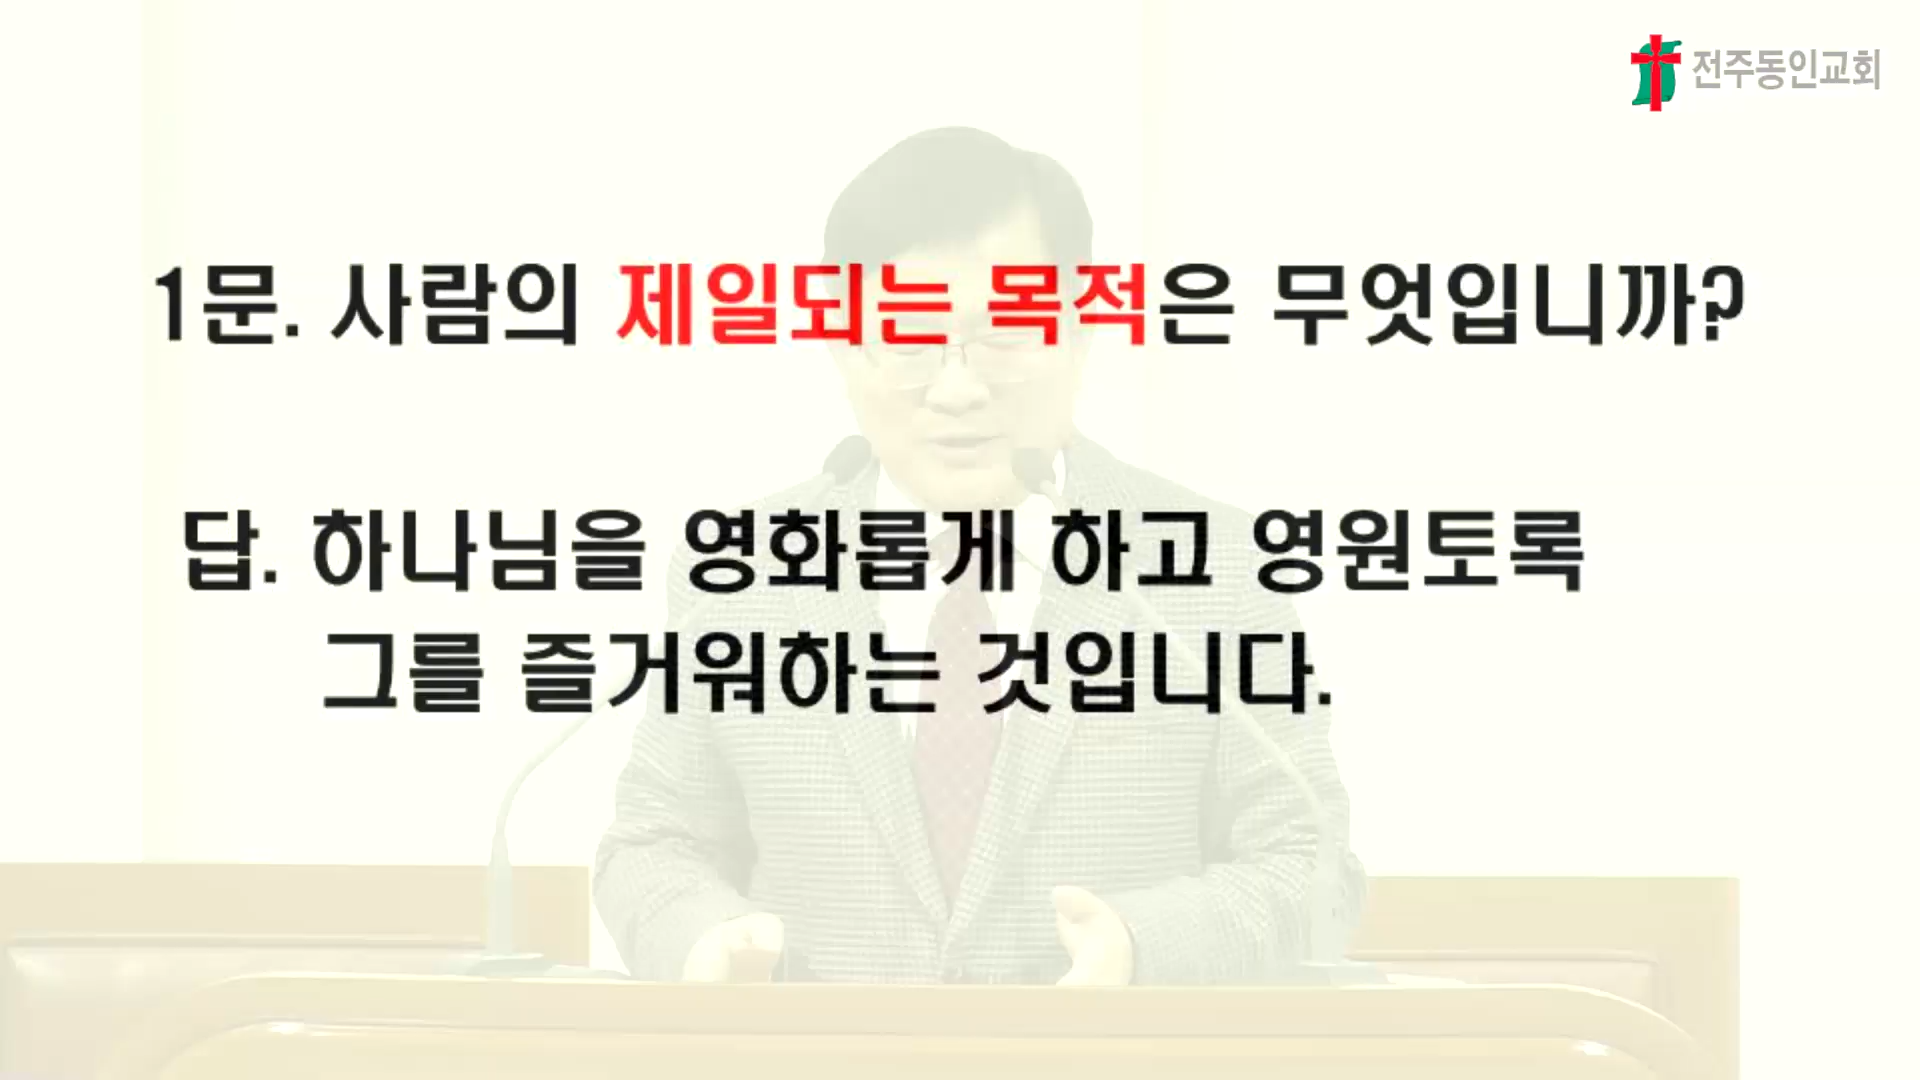 전주동인교회
1문. 사람의 제일되는 목적은 무엇입니까?
답. 하나님을 영화롭게 하고 영원토록
그를 즐거워하는 것입니다.